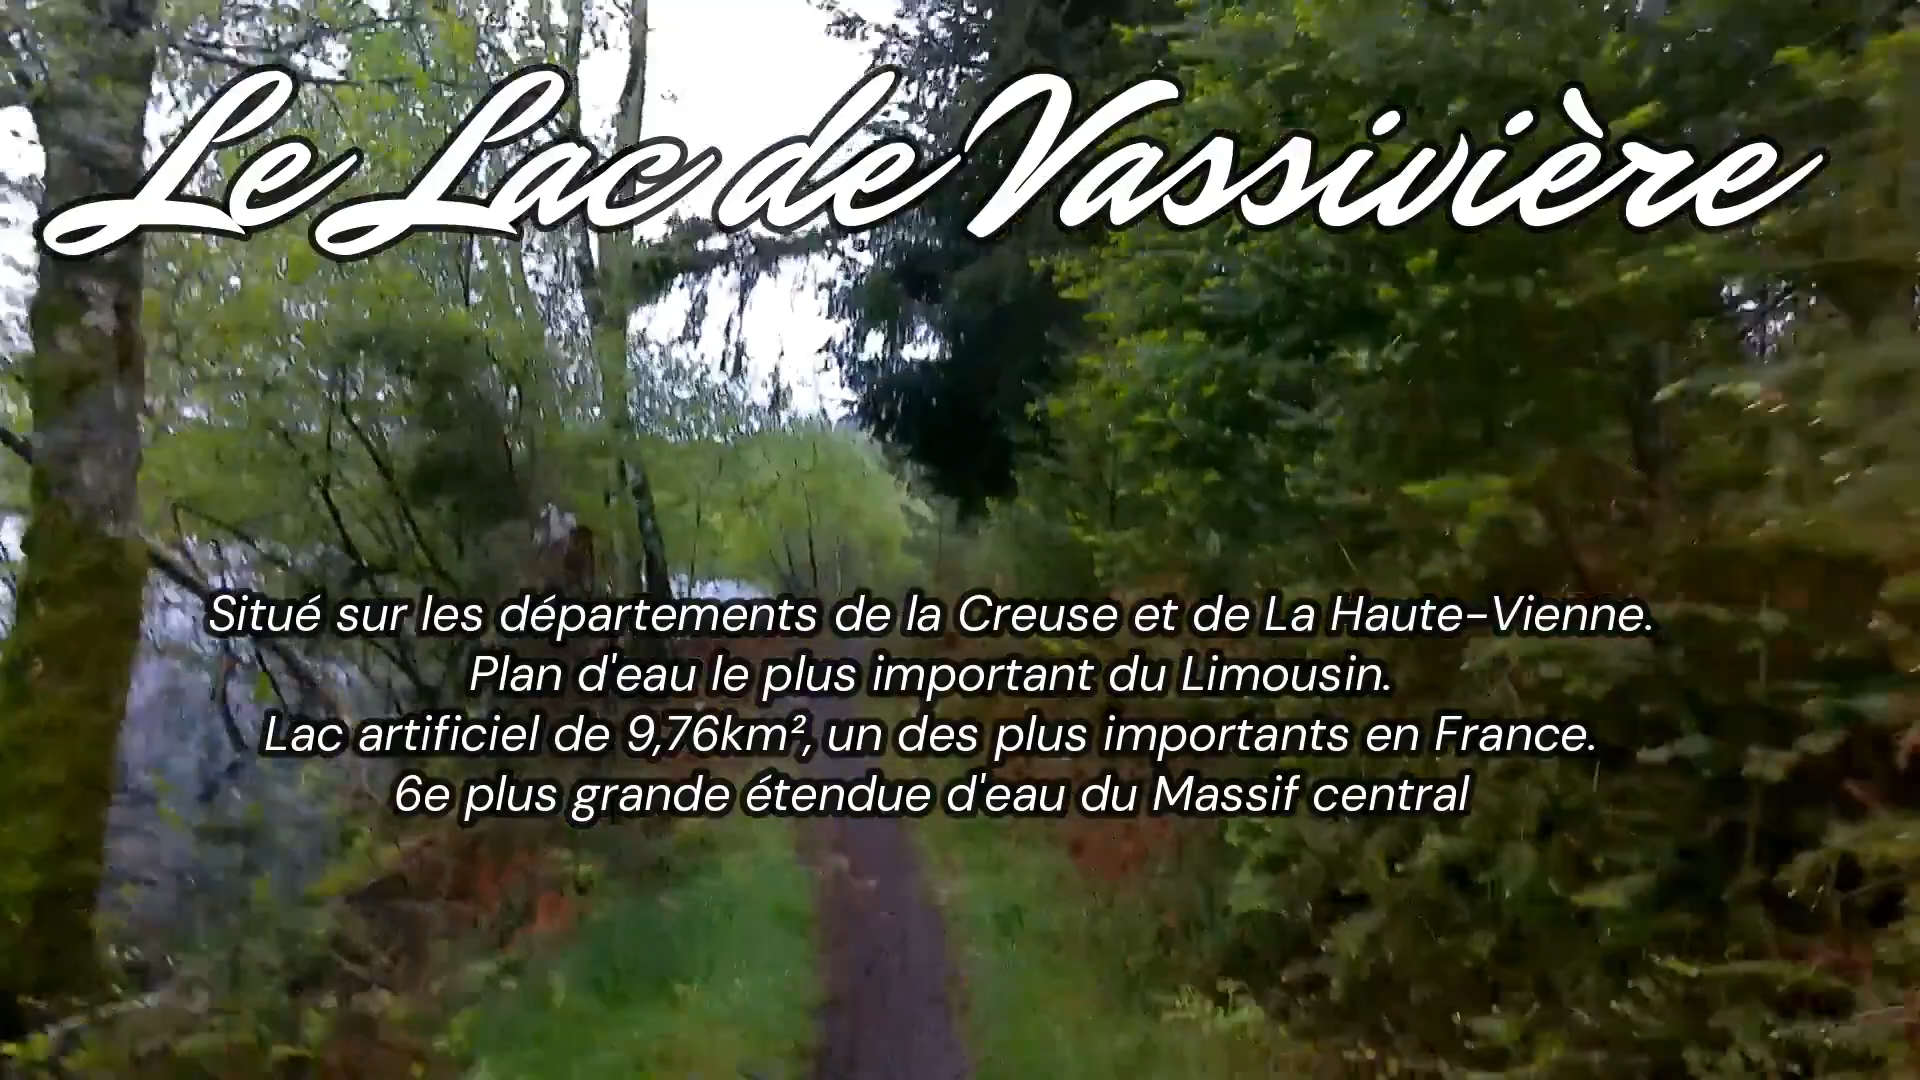 Le Lac de Vassivière
Situé sur les départements de la Creuse et de La Haute-Vienne.
Plan d'eau le plus important du Limousin.
Lac artificiel de 9,76km², un des plus importants en France.
6e plus grande étendue d'eau du Massif central